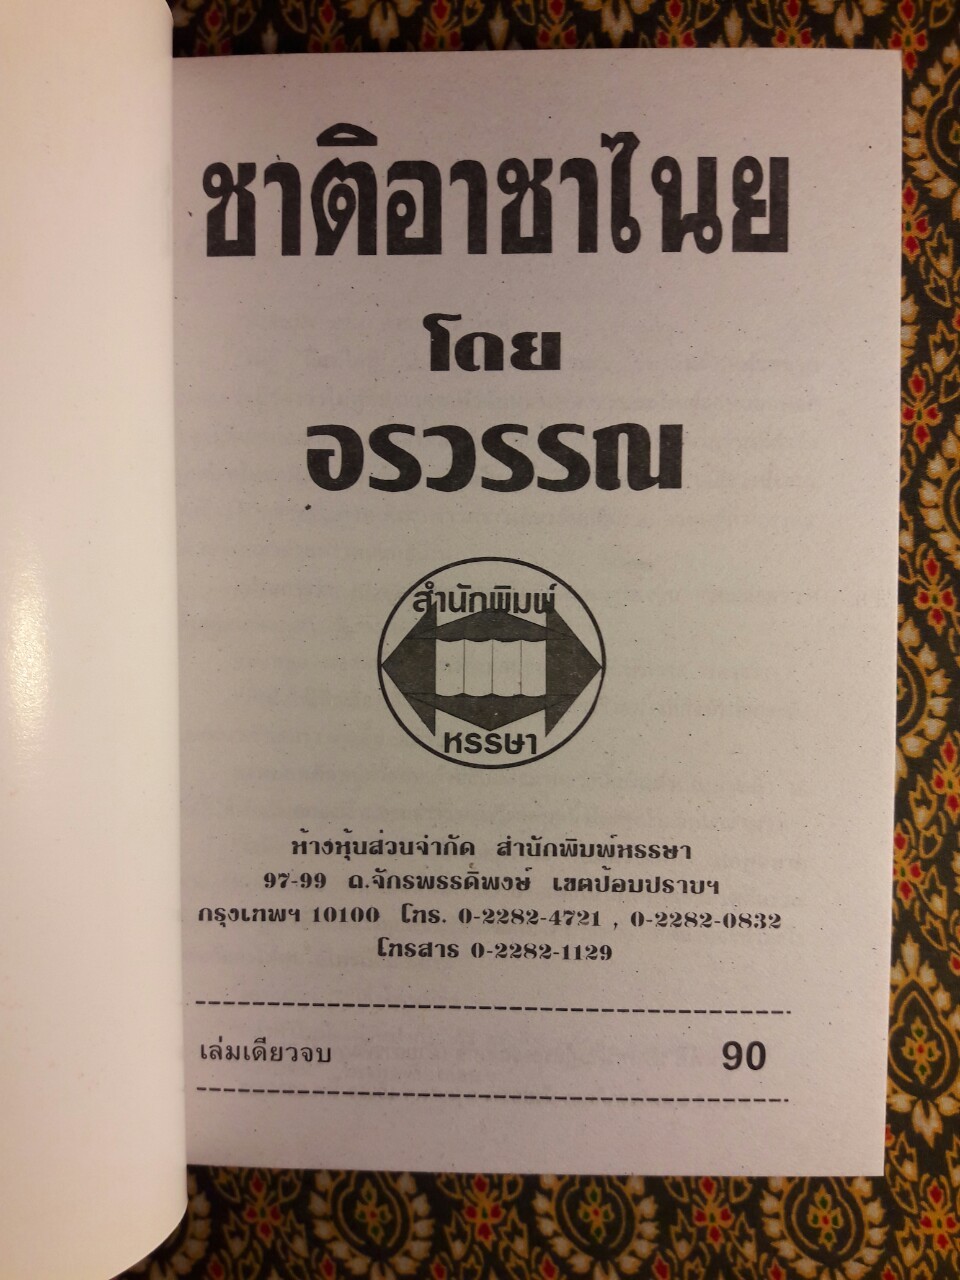 ชาติอาชาไนย
โดย
อรวรรณ
สำนักพิมพ์
หรรษา
ห้างหุ้นส่วนจำกัด สำนักพิมพ์หรรษา
97-99 ถ.จักรพรรดิ์พงษ์ เขตป้อมปราบฯ
กรุงเทพฯ 10100 โทร. 0-2282-4721 , 0-2282-0832
โทรสาร 0-2282-1129
เล่มเดียวจบ 90